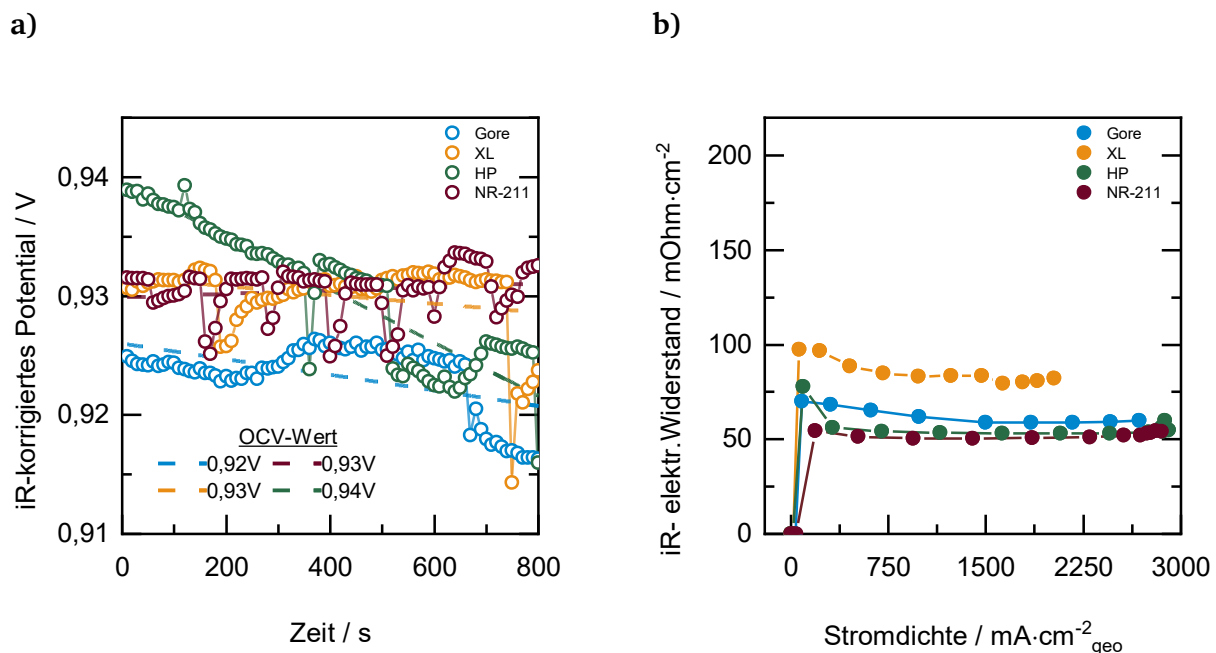 a)
b)
iR-korrigiertes Potential / V
0,94
0,93
0,92
0,91
Gore
XL
HP
NR-211
OCV-Wert
0,92V
0,93V
0,93V
0,94V
0
200
400
600
800
Zeit / s
iR- elektr.Widerstand / mOhm·cm⁻²
200
150
100
50
0
Gore
XL
HP
NR-211
0
750
1500
2250
3000
Stromdichte / mA·cm⁻²geo